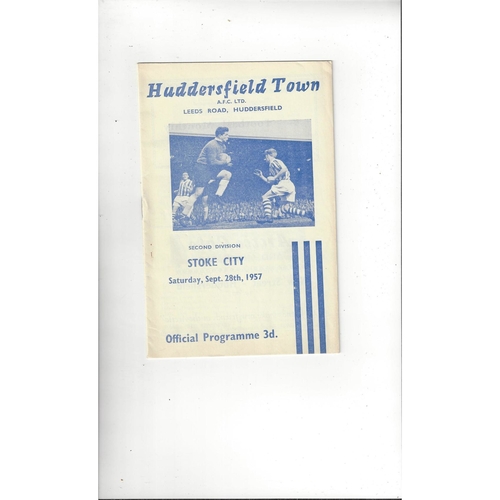 Huddersfield Town
A.F.C. LTD.
LEEDS ROAD, HUDDERSFIELD
SECOND DIVISION
STOKE CITY
Saturday, Sept. 28th, 1957
Official Programme 3d.